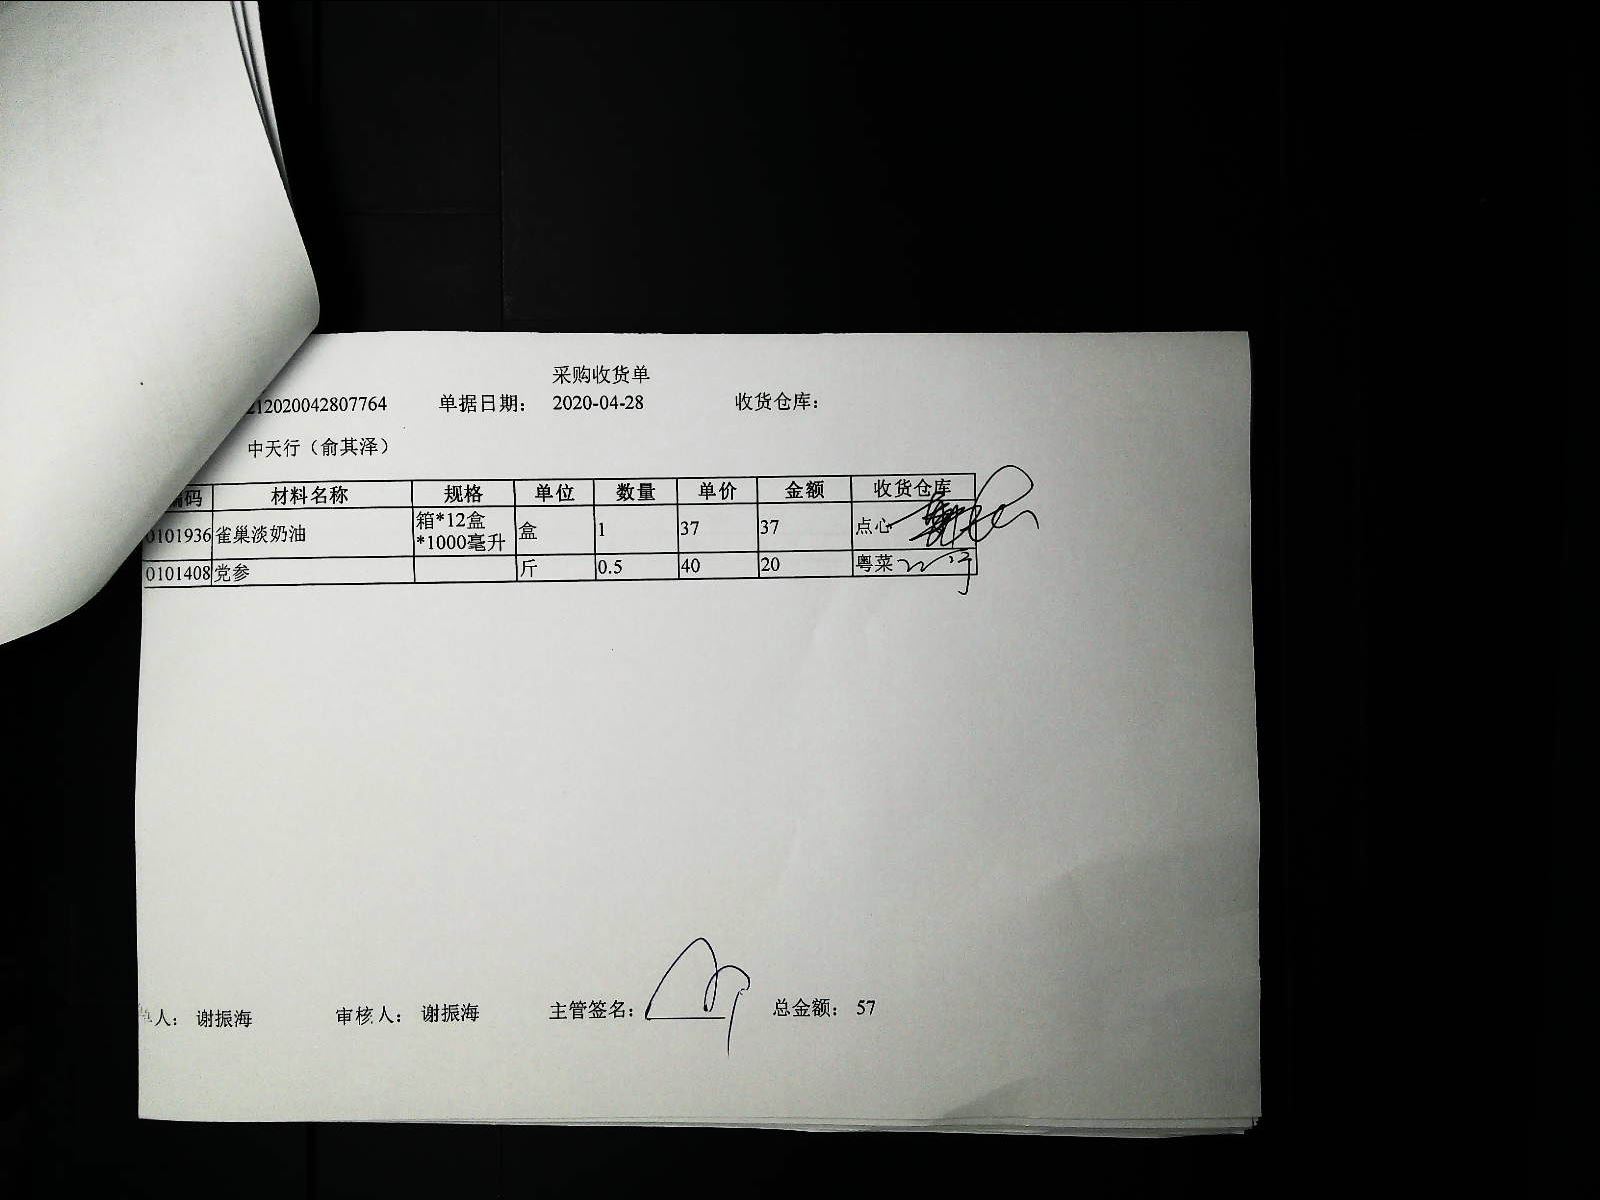 采购收货单
212020042807764 单据日期： 2020-04-28 收货仓库：
中天行（俞其泽）
编码 材料名称 规格 单位 数量 单价 金额 收货仓库
0101936 雀巢淡奶油 箱*12盒*1000毫升 盒 1 37 37 点心
0101408 党参 斤 0.5 40 20 粤菜
单人： 谢振海 审核人： 谢振海 主管签名： 总金额： 57